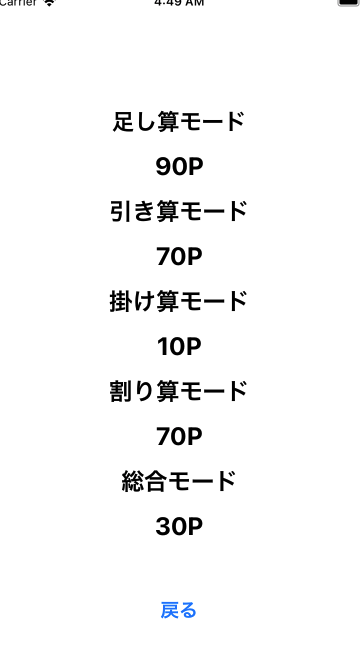 Carrier 4:49 AM
足し算モード
90P
引き算モード
70P
掛け算モード
10P
割り算モード
70P
総合モード
30P
戻る